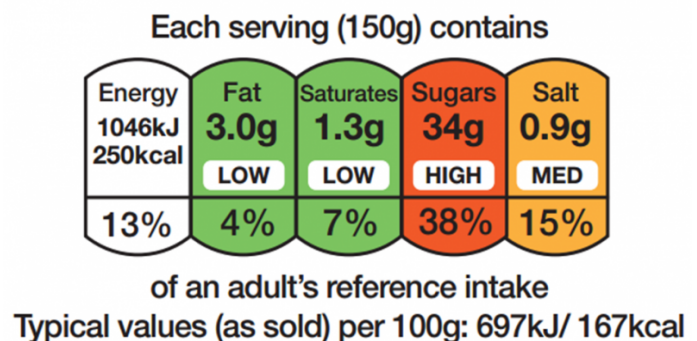 Each serving (150g) contains
Energy Fat Saturates Sugars Salt
1046kJ 3.0g 1.3g 34g 0.9g
250kcal
LOW LOW HIGH MED
13% 4% 7% 38% 15%
of an adult's reference intake
Typical values (as sold) per 100g: 697kJ/ 167kcal